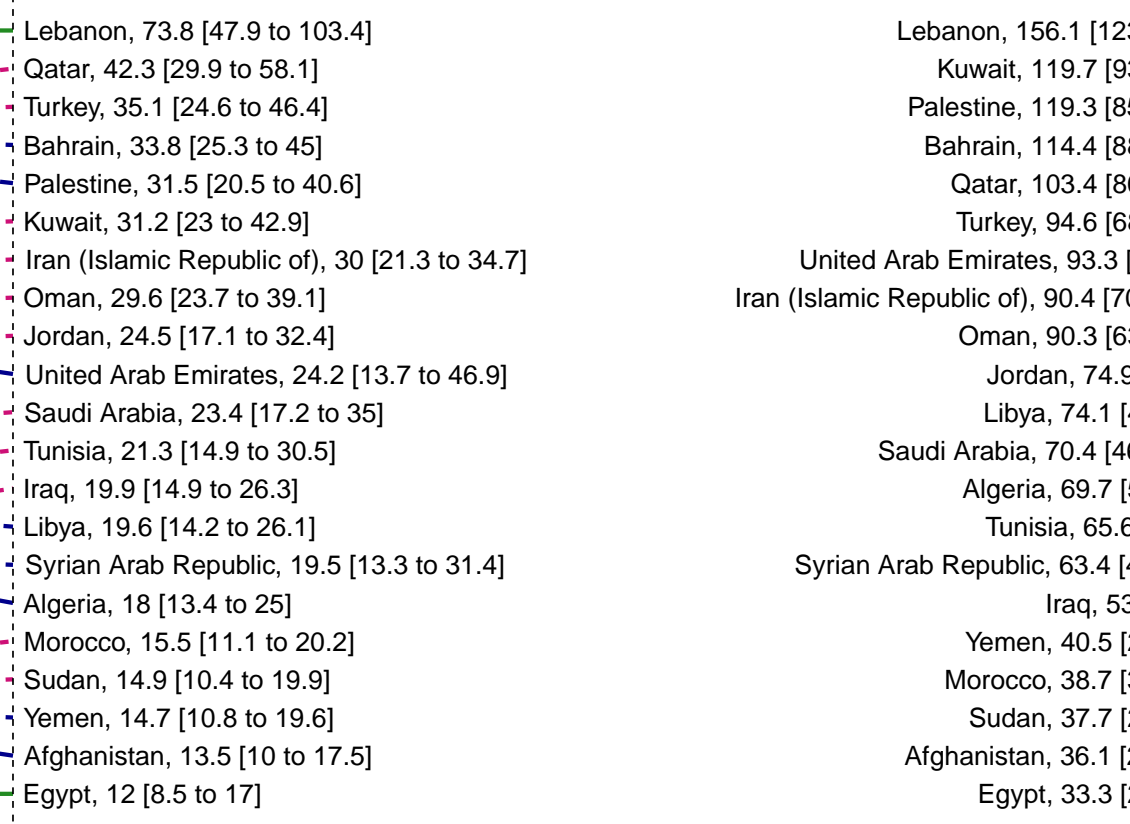 Lebanon, 73.8 [47.9 to 103.4]
Qatar, 42.3 [29.9 to 58.1]
Turkey, 35.1 [24.6 to 46.4]
Bahrain, 33.8 [25.3 to 45]
Palestine, 31.5 [20.5 to 40.6]
Kuwait, 31.2 [23 to 42.9]
Iran (Islamic Republic of), 30 [21.3 to 34.7]
Oman, 29.6 [23.7 to 39.1]
Jordan, 24.5 [17.1 to 32.4]
United Arab Emirates, 24.2 [13.7 to 46.9]
Saudi Arabia, 23.4 [17.2 to 35]
Tunisia, 21.3 [14.9 to 30.5]
Iraq, 19.9 [14.9 to 26.3]
Libya, 19.6 [14.2 to 26.1]
Syrian Arab Republic, 19.5 [13.3 to 31.4]
Algeria, 18 [13.4 to 25]
Morocco, 15.5 [11.1 to 20.2]
Sudan, 14.9 [10.4 to 19.9]
Yemen, 14.7 [10.8 to 19.6]
Afghanistan, 13.5 [10 to 17.5]
Egypt, 12 [8.5 to 17]
Lebanon, 156.1
Kuwait, 119.7
Palestine, 119.3
Bahrain, 114.4
Qatar, 103.4
Turkey, 94.6
United Arab Emirates, 93.3 [
Iran (Islamic Republic of), 90.4
Oman, 90.3
Jordan, 74.9
Libya, 74.1
Saudi Arabia, 70.4
Algeria, 69.7
Tunisia, 65.6
Syrian Arab Republic, 63.4
Iraq, 53
Yemen, 40.5
Morocco, 38.7
Sudan, 37.7
Afghanistan, 36.1
Egypt, 33.3